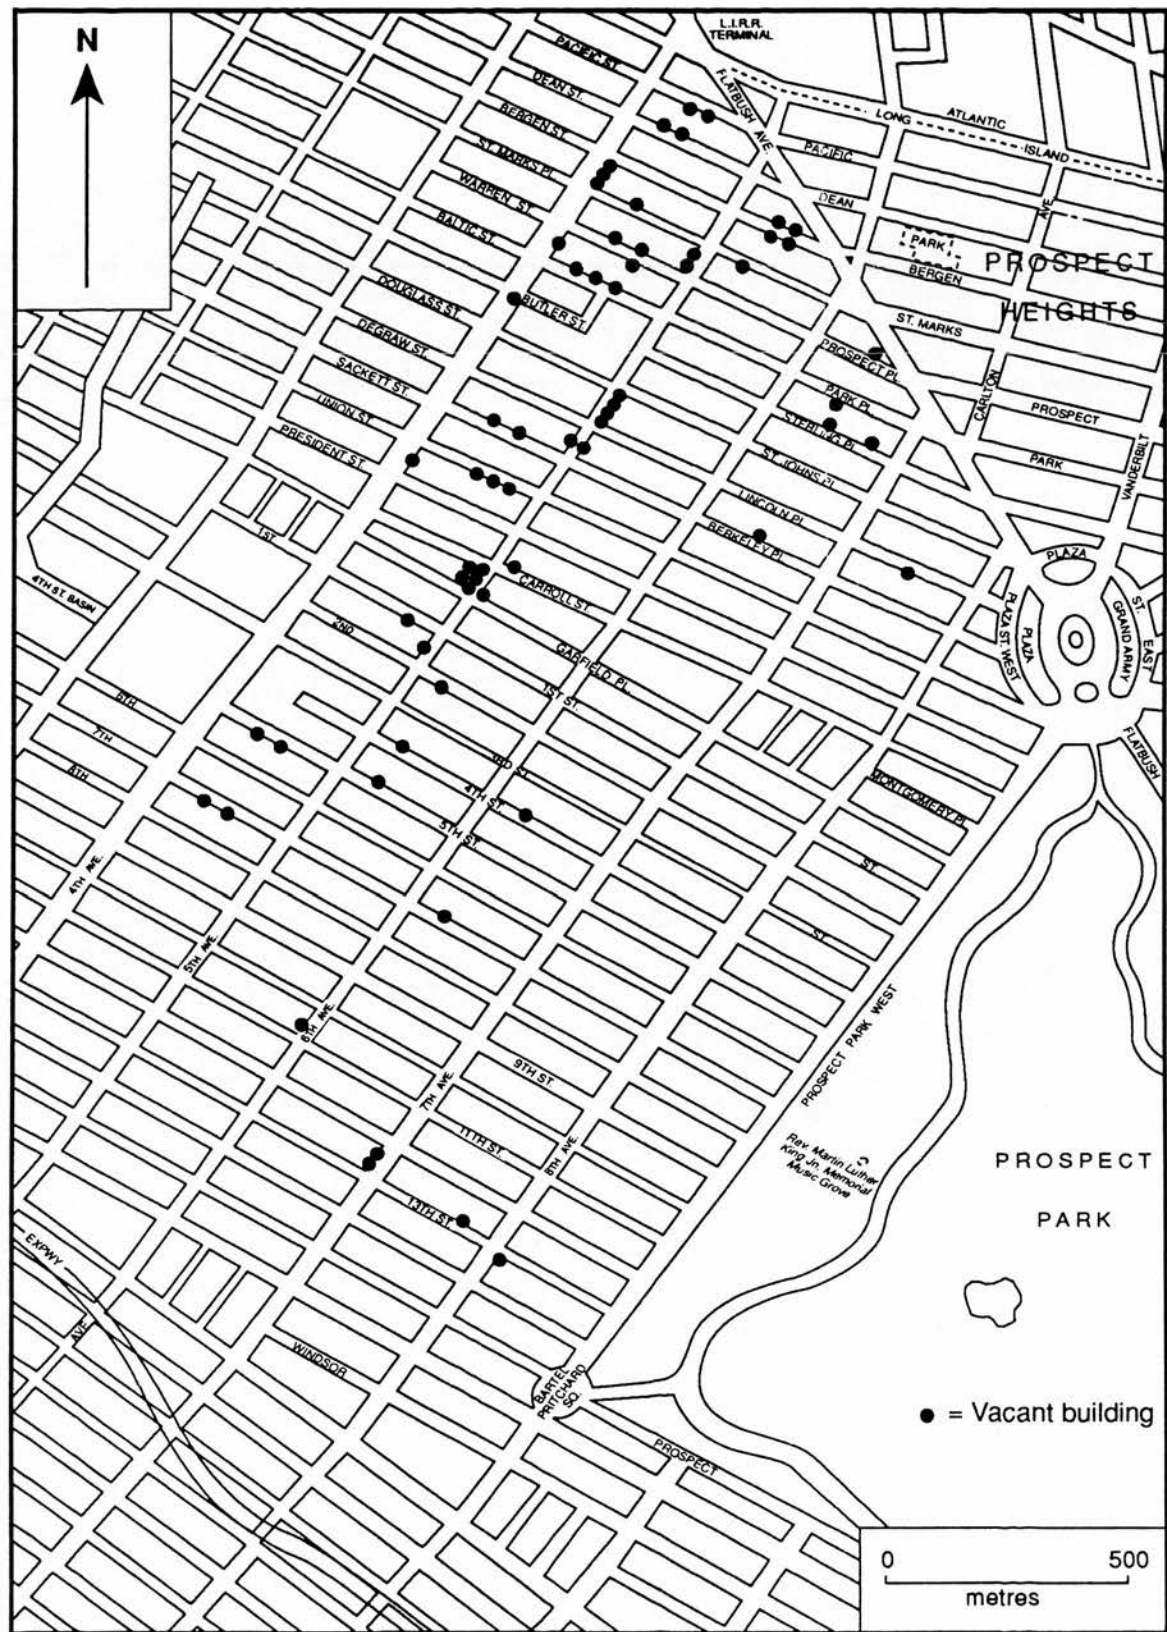 N
L.I.R.R.
TERMINAL
PACIFIC ST.
DEAN ST.
BERGEN ST.
ST. MARKS PL.
WARREN ST.
BALTIC ST.
DOUGLASS ST.
DEGRAW ST.
SACKETT ST.
UNION ST.
PRESIDENT ST.
FLATBUSH AVE.
LONG
ISLAND
ATLANTIC
AVE
PACIFIC
DEAN
PARK
BERGEN
PROSPECT
HEIGHTS
ST. MARKS
BUTLER ST.
PROSPECT PL.
PARK PL.
STERLING PL.
ST. JOHNS PL.
LINCOLN PL.
BERKELEY PL.
CARLTON
PROSPECT
PARK
VANDERBILT
PLAZA
ST.
EAST
GRAND ARMY
PLAZA
PLAZA ST. WEST
FLATBUSH
1ST
4TH ST. BASIN
2ND
CARROLL ST.
GARFIELD PL.
1ST ST.
3RD ST.
4TH ST.
5TH ST.
6TH
7TH
8TH
MONTGOMERY PL.
ST.
ST.
4TH AVE.
5TH AVE.
6TH AVE.
7TH AVE.
8TH AVE.
PROSPECT PARK WEST
9TH ST.
11TH ST.
13TH ST.
Rev. Martin Luther
King Jn. Memorial
Music Grove
PROSPECT
PARK
EXPWY
AVE
WINDSOR
BARTEL
PRITCHARD
SQ.
PROSPECT
● = Vacant building
0 500
metres